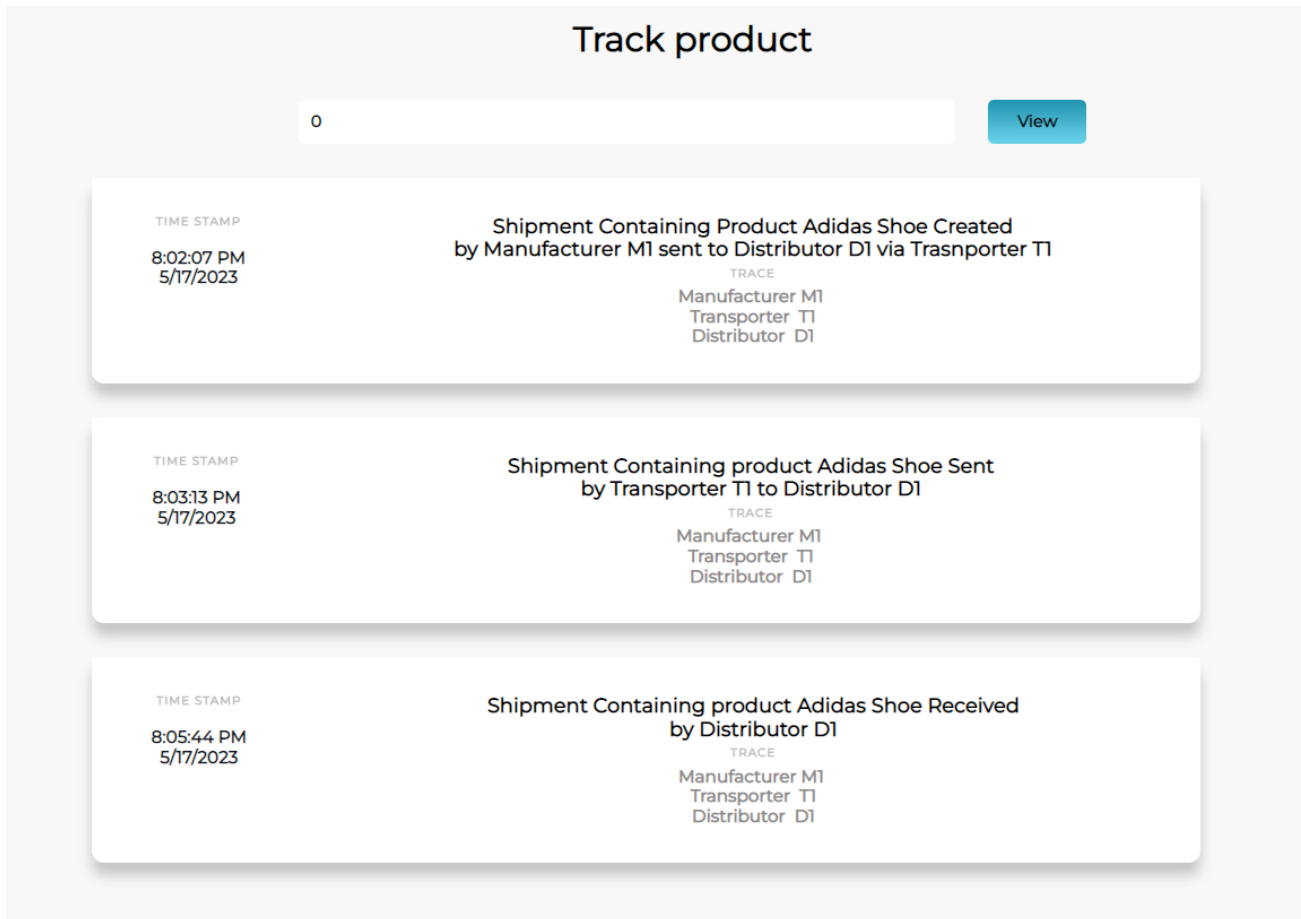 Track product
0
View
TIME STAMP
8:02:07 PM
5/17/2023
Shipment Containing Product Adidas Shoe Created
by Manufacturer M1 sent to Distributor D1 via Trasnporter T1
TRACE
Manufacturer M1
Transporter T1
Distributor D1
TIME STAMP
8:03:13 PM
5/17/2023
Shipment Containing product Adidas Shoe Sent
by Transporter T1 to Distributor D1
TRACE
Manufacturer M1
Transporter T1
Distributor D1
TIME STAMP
8:05:44 PM
5/17/2023
Shipment Containing product Adidas Shoe Received
by Distributor D1
TRACE
Manufacturer M1
Transporter T1
Distributor D1